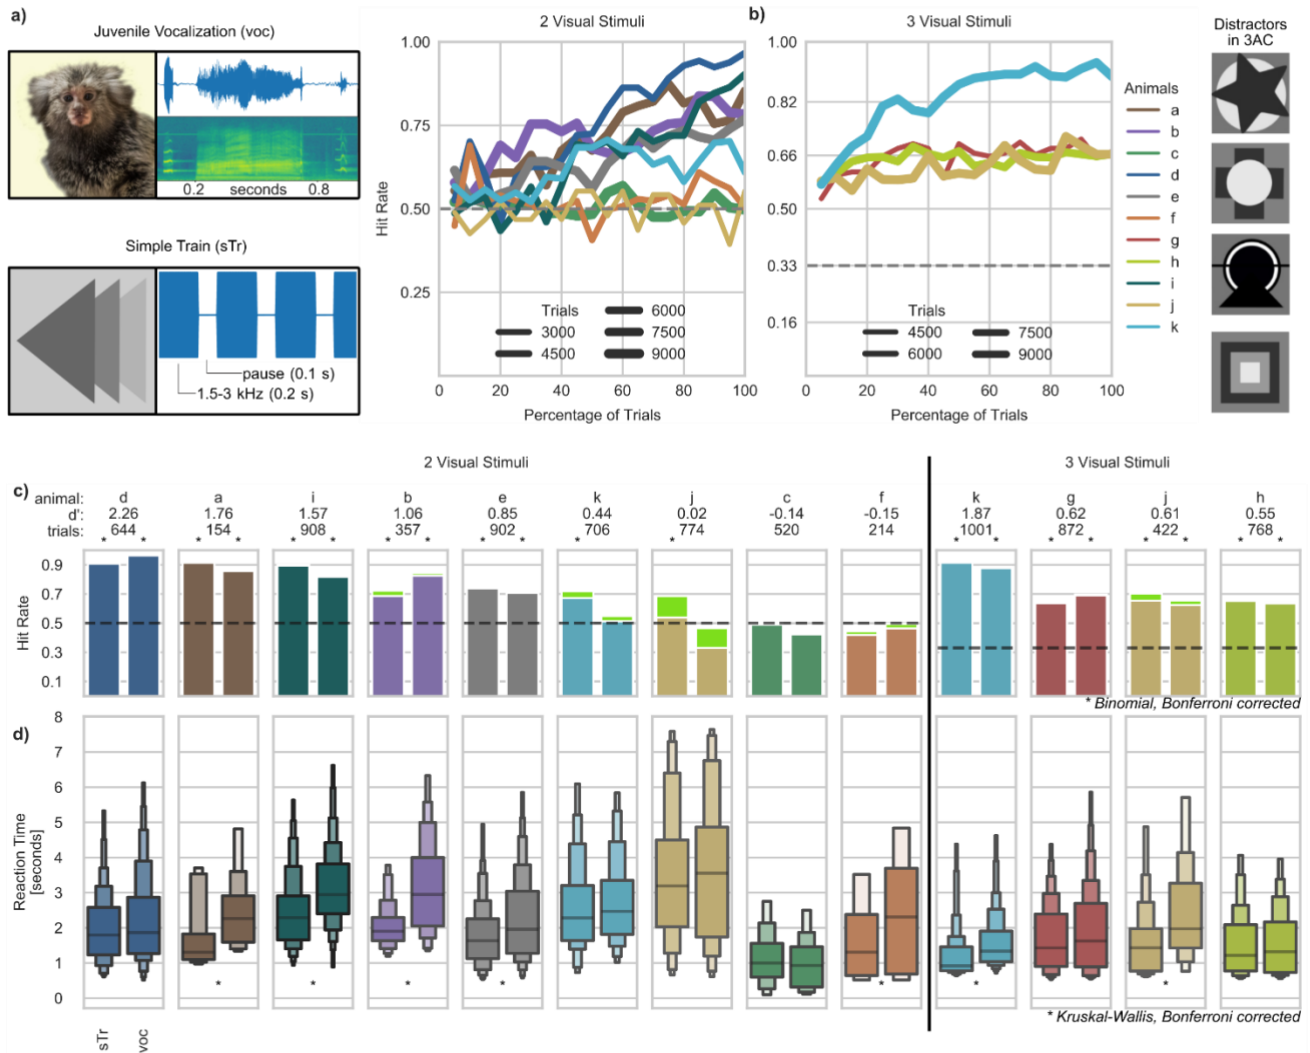 a)
Juvenile Vocalization (voc)
0.2 seconds 0.8
Simple Train (sTr)
pause (0.1 s)
1.5-3 kHz (0.2 s)
2 Visual Stimuli
Hit Rate
1.00
0.75
0.50
0.25
Trials
3000
4500
6000
7500
9000
0 20 40 60 80 100
Percentage of Trials
b)
3 Visual Stimuli
1.00
0.82
0.66
0.50
0.33
0.16
Trials
4500
6000
7500
9000
0 20 40 60 80 100
Percentage of Trials
Animals
a
b
c
d
e
f
g
h
i
j
k
Distractors
in 3AC
2 Visual Stimuli
3 Visual Stimuli
c)
animal: d a i b e k j c f k g j h
d': 2.26 1.76 1.57 1.06 0.85 0.44 0.02 -0.14 -0.15 1.87 0.62 0.61 0.55
trials: 644 154 908 357 902 706 774 520 214 1001 872 422 768
* * * * * * * * * * * * * * * * * * *
Hit Rate
0.9
0.7
0.5
0.3
0.1
* Binomial, Bonferroni corrected
d)
Reaction Time
[seconds]
8
7
6
5
4
3
2
1
0
* * * * * * *
* Kruskal-Wallis, Bonferroni corrected
sTr
voc